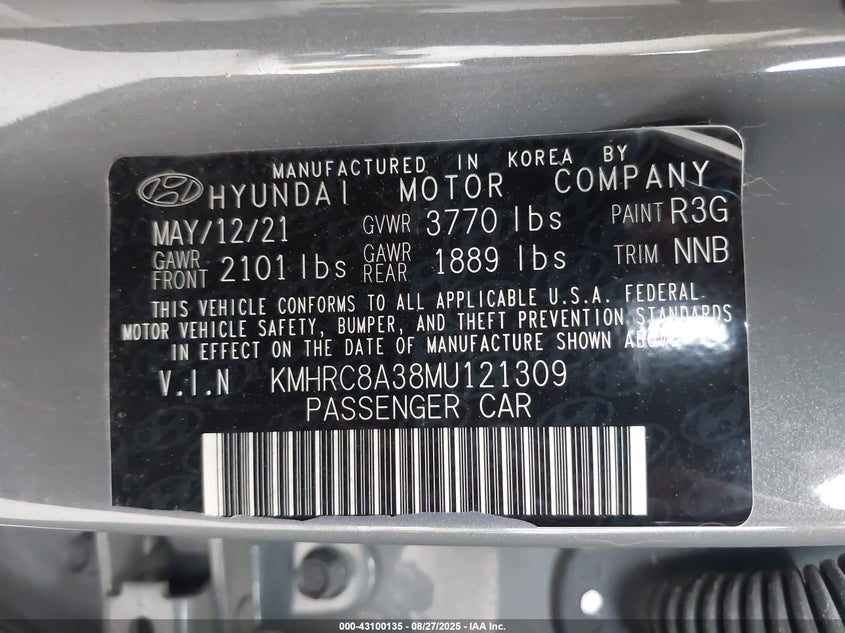 MANUFACTURED IN KOREA BY
HYUNDAI MOTOR COMPANY
MAY/12/21 GVWR 3770 lbs PAINT R3G
GAWR FRONT 2101 lbs GAWR REAR 1889 lbs TRIM NNB
THIS VEHICLE CONFORMS TO ALL APPLICABLE U.S.A. FEDERAL
MOTOR VEHICLE SAFETY, BUMPER, AND THEFT PREVENTION STANDARDS
IN EFFECT ON THE DATE OF MANUFACTURE SHOWN ABOVE.
V.I.N KMHRC8A38MU121309
PASSENGER CAR
000-43100135 - 08/27/2025 - IAA Inc.